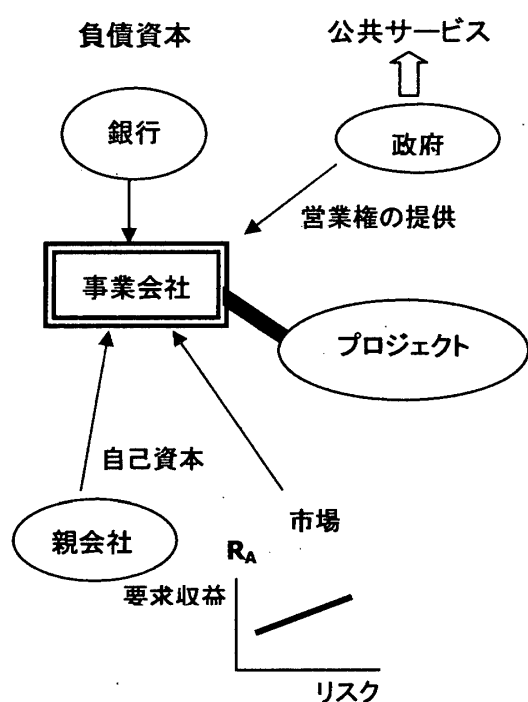 負債資本
公共サービス
銀行
政府
営業権の提供
事業会社
プロジェクト
自己資本
市場
親会社
RA
要求収益
リスク